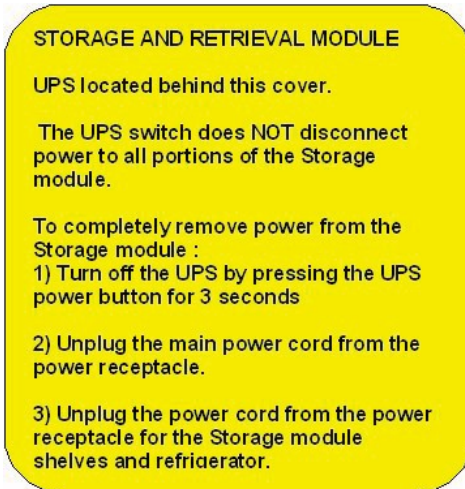 STORAGE AND RETRIEVAL MODULE
UPS located behind this cover.
The UPS switch does NOT disconnect
power to all portions of the Storage
module.
To completely remove power from the
Storage module :
1) Turn off the UPS by pressing the UPS
power button for 3 seconds
2) Unplug the main power cord from the
power receptacle.
3) Unplug the power cord from the power
receptacle for the Storage module
shelves and refrigerator.